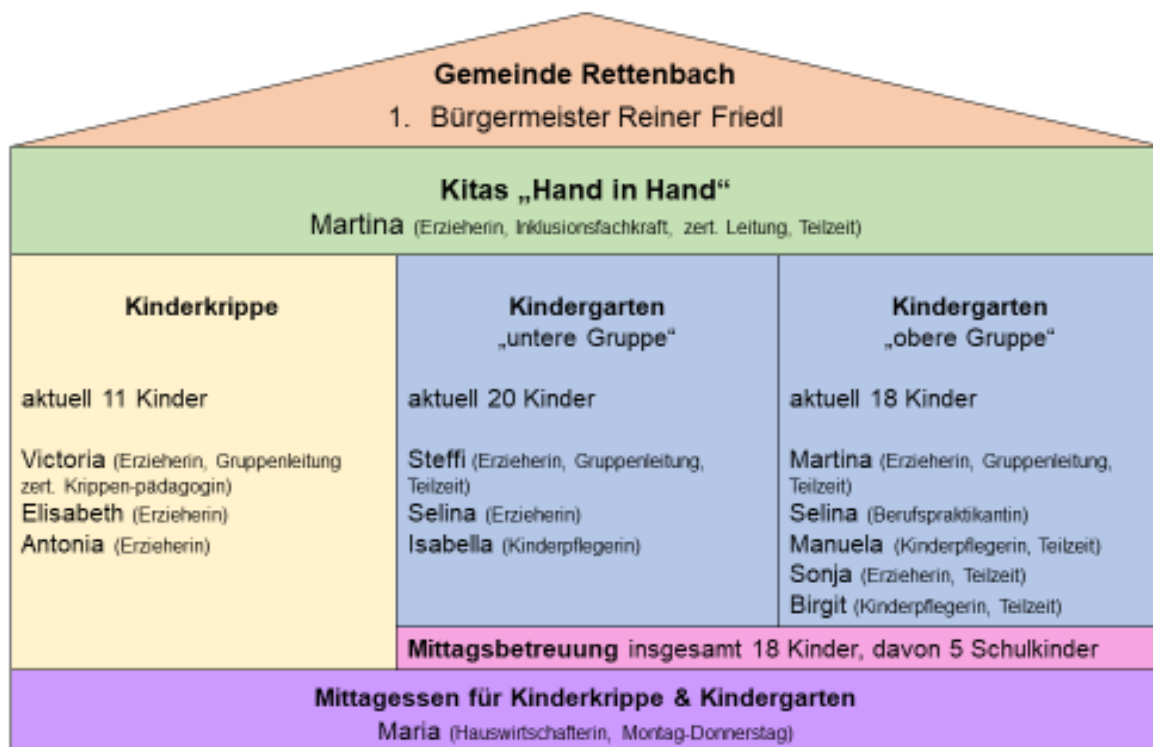 Gemeinde Rettenbach
1. Bürgermeister Reiner Friedl
Kitas „Hand in Hand“
Martina (Erzieherin, Inklusionsfachkraft, zert. Leitung, Teilzeit)
Kinderkrippe
aktuell 11 Kinder
Victoria (Erzieherin, Gruppenleitung
zert. Krippen-pädagogin)
Elisabeth (Erzieherin)
Antonia (Erzieherin)
Kindergarten
„untere Gruppe“
aktuell 20 Kinder
Steffi (Erzieherin, Gruppenleitung,
Teilzeit)
Selina (Erzieherin)
Isabella (Kinderpflegerin)
Kindergarten
„obere Gruppe“
aktuell 18 Kinder
Martina (Erzieherin, Gruppenleitung,
Teilzeit)
Selina (Berufspraktikantin)
Manuela (Kinderpflegerin, Teilzeit)
Sonja (Erzieherin, Teilzeit)
Birgit (Kinderpflegerin, Teilzeit)
Mittagsbetreuung insgesamt 18 Kinder, davon 5 Schulkinder
Mittagessen für Kinderkrippe & Kindergarten
Maria (Hauswirtschafterin, Montag-Donnerstag)